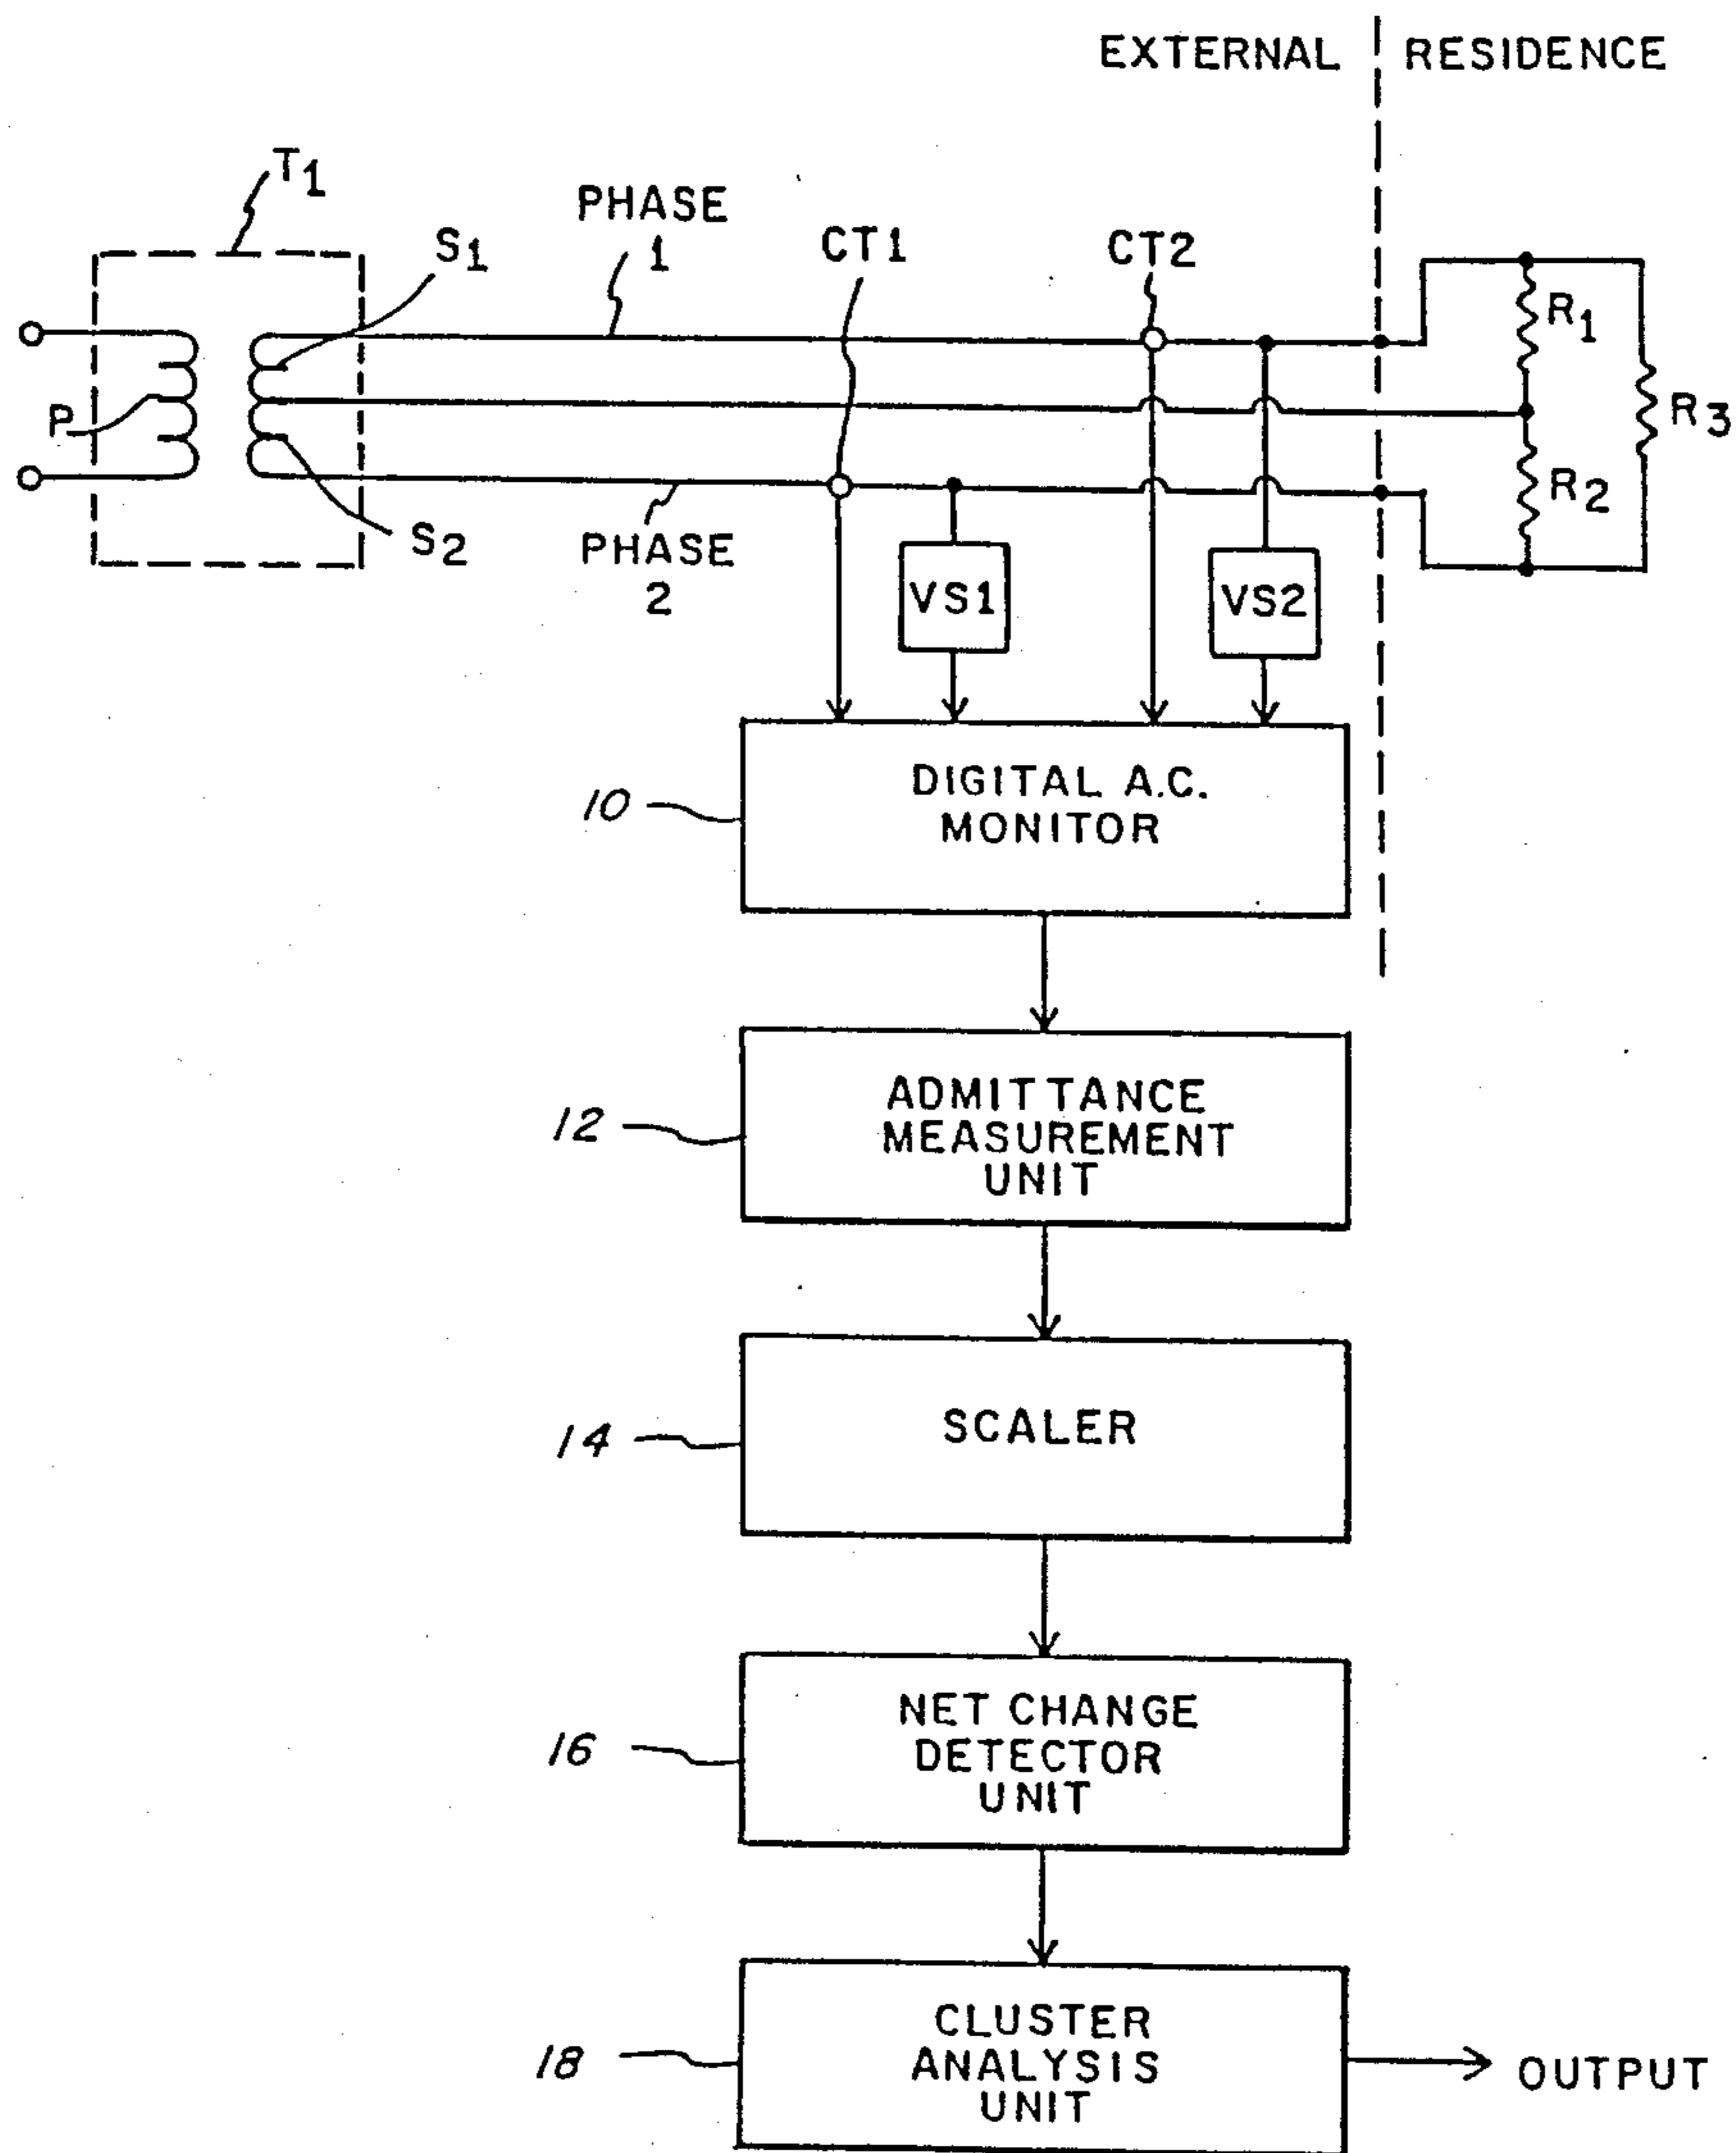 EXTERNAL
RESIDENCE
T1
S1
PHASE
1
CT1
CT2
R1
P
R3
R2
S2
PHASE
2
VS1
VS2
10
DIGITAL A.C.
MONITOR
12
ADMITTANCE
MEASUREMENT
UNIT
14
SCALER
16
NET CHANGE
DETECTOR
UNIT
18
CLUSTER
ANALYSIS
UNIT
OUTPUT